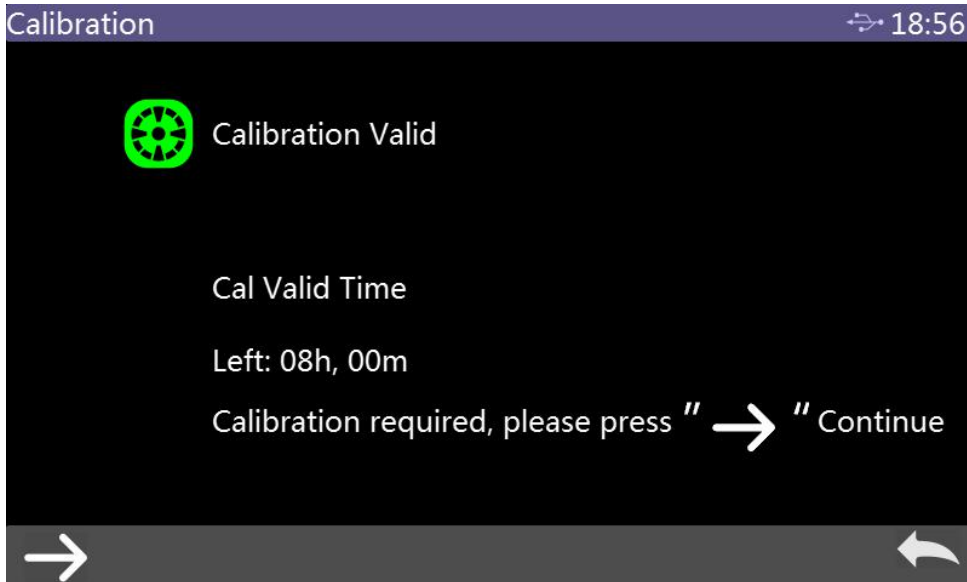 Calibration 18:56
Calibration Valid
Cal Valid Time
Left: 08h, 00m
Calibration required, please press "→" Continue